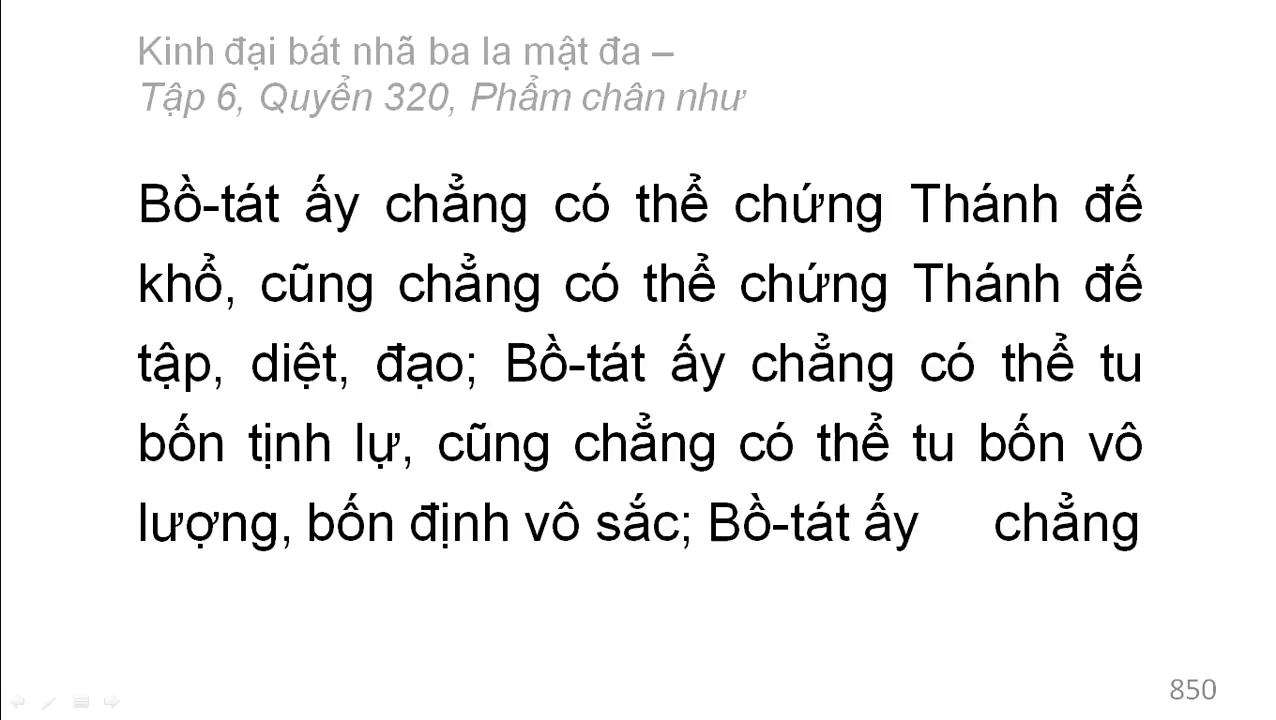 Kinh đại bát nhã ba la mật đa –
Tập 6, Quyển 320, Phẩm chân như
Bồ-tát ấy chẳng có thể chứng Thánh đế
khổ, cũng chẳng có thể chứng Thánh đế
tập, diệt, đạo; Bồ-tát ấy chẳng có thể tu
bốn tịnh lự, cũng chẳng có thể tu bốn vô
lượng, bốn định vô sắc; Bồ-tát ấy chẳng
850